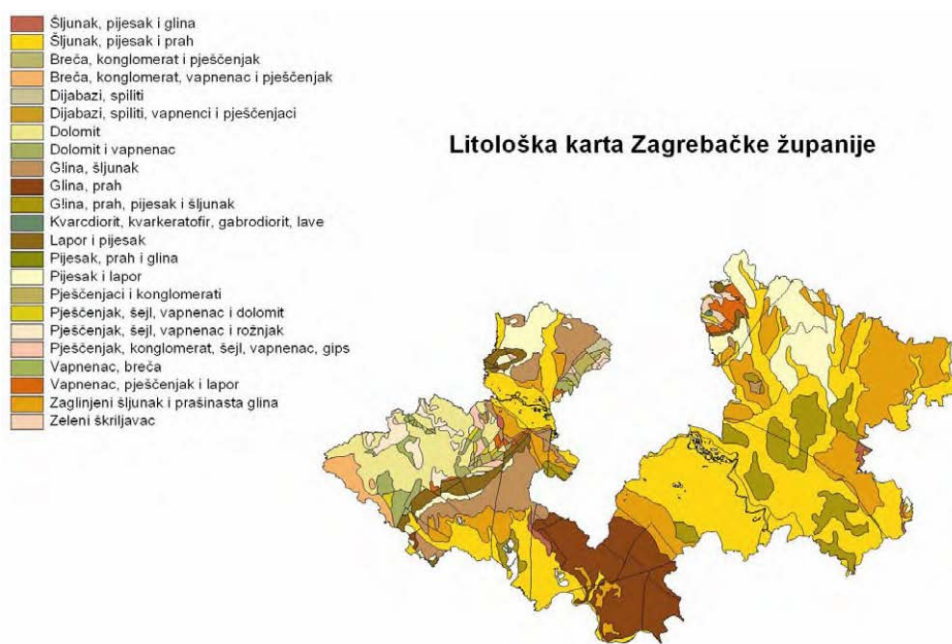 Šljunak, pijesak i glina
Šljunak, pijesak i prah
Breča, konglomerat i pješčenjak
Breča, konglomerat, vapnenac i pješčenjak
Dijabazi, spiliti
Dijabazi, spiliti, vapnenci i pješčenjaci
Dolomit
Dolomit i vapnenac
Glina, šljunak
Glina, prah
Glina, prah, pijesak i šljunak
Kvarcdiorit, kvarkeratofir, gabrodiorit, lave
Lapor i pijesak
Pijesak, prah i glina
Pijesak i lapor
Pješčenjaci i konglomerati
Pješčenjak, šejl, vapnenac i dolomit
Pješčenjak, šejl, vapnenac i rožnjak
Pješčenjak, konglomerat, šejl, vapnenac, gips
Vapnenac, breča
Vapnenac, pješčenjak i lapor
Zaglinjeni šljunak i prašinasta glina
Zeleni škriljavac
Litološka karta Zagrebačke županije